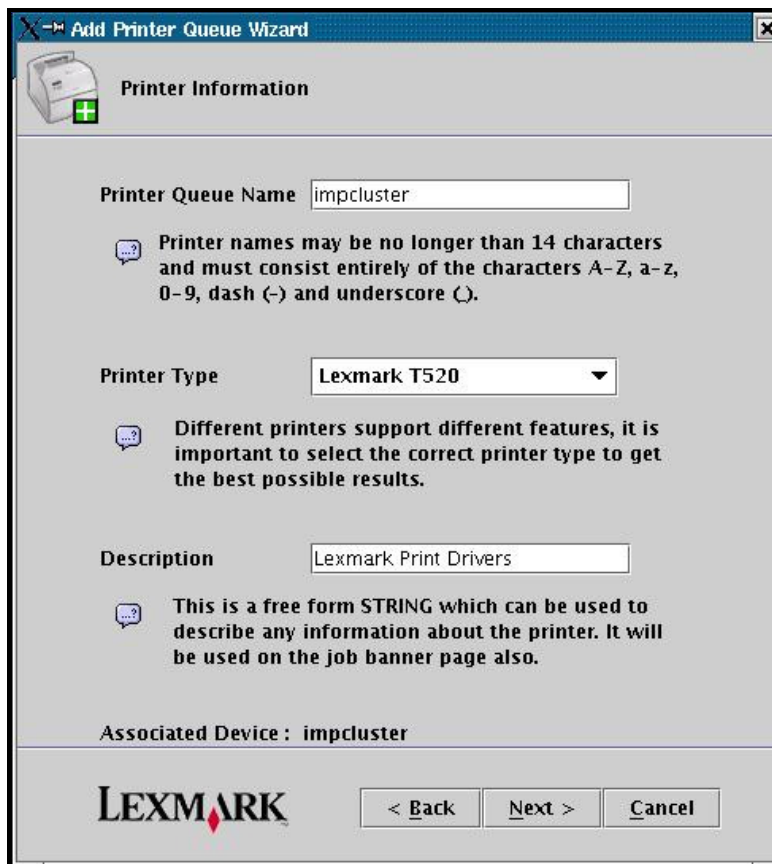 Add Printer Queue Wizard
Printer Information
Printer Queue Name impcluster
Printer names may be no longer than 14 characters
and must consist entirely of the characters A-Z, a-z,
0-9, dash (-) and underscore (_).
Printer Type Lexmark T520
Different printers support different features, it is
important to select the correct printer type to get
the best possible results.
Description Lexmark Print Drivers
This is a free form STRING which can be used to
describe any information about the printer. It will
be used on the job banner page also.
Associated Device : impcluster
LEXMARK < Back Next > Cancel